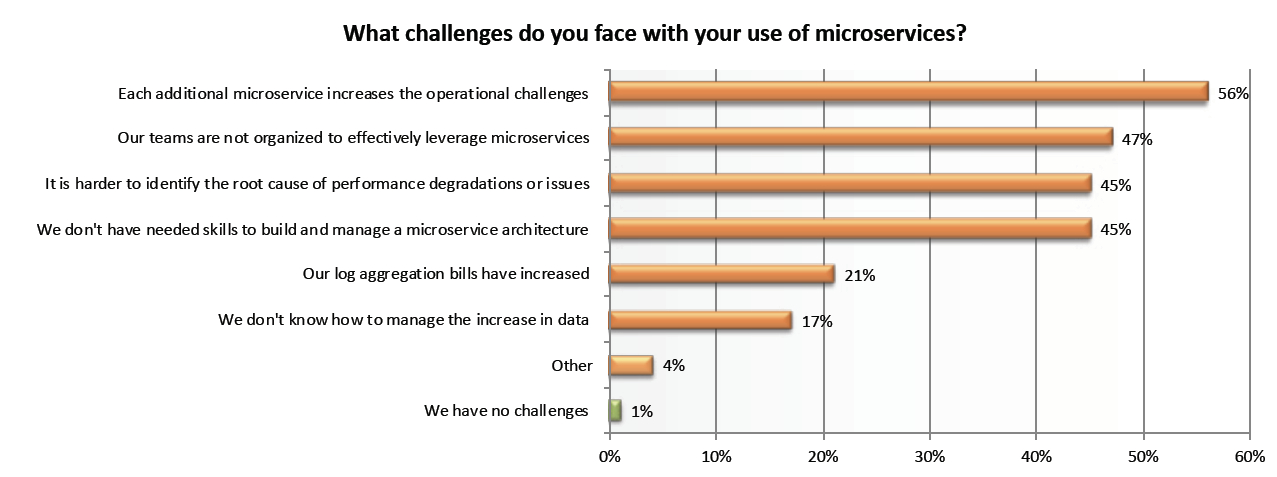 What challenges do you face with your use of microservices?
Each additional microservice increases the operational challenges
56%
Our teams are not organized to effectively leverage microservices
47%
It is harder to identify the root cause of performance degradations or issues
45%
We don't have needed skills to build and manage a microservice architecture
45%
Our log aggregation bills have increased
21%
We don't know how to manage the increase in data
17%
Other
4%
We have no challenges
1%
0% 10% 20% 30% 40% 50% 60%